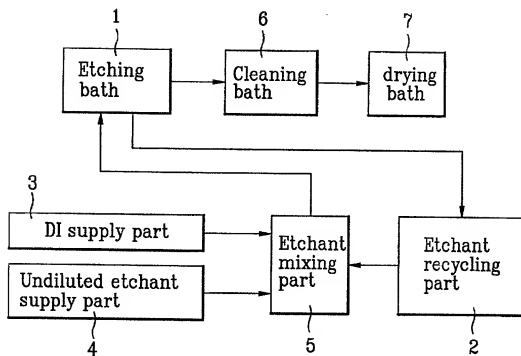 1
6
7
Etching
bath
Cleaning
bath
drying
bath
3
DI supply part
Undiluted etchant
supply part
4
Etchant
mixing
part
5
Etchant
recycling
part
2